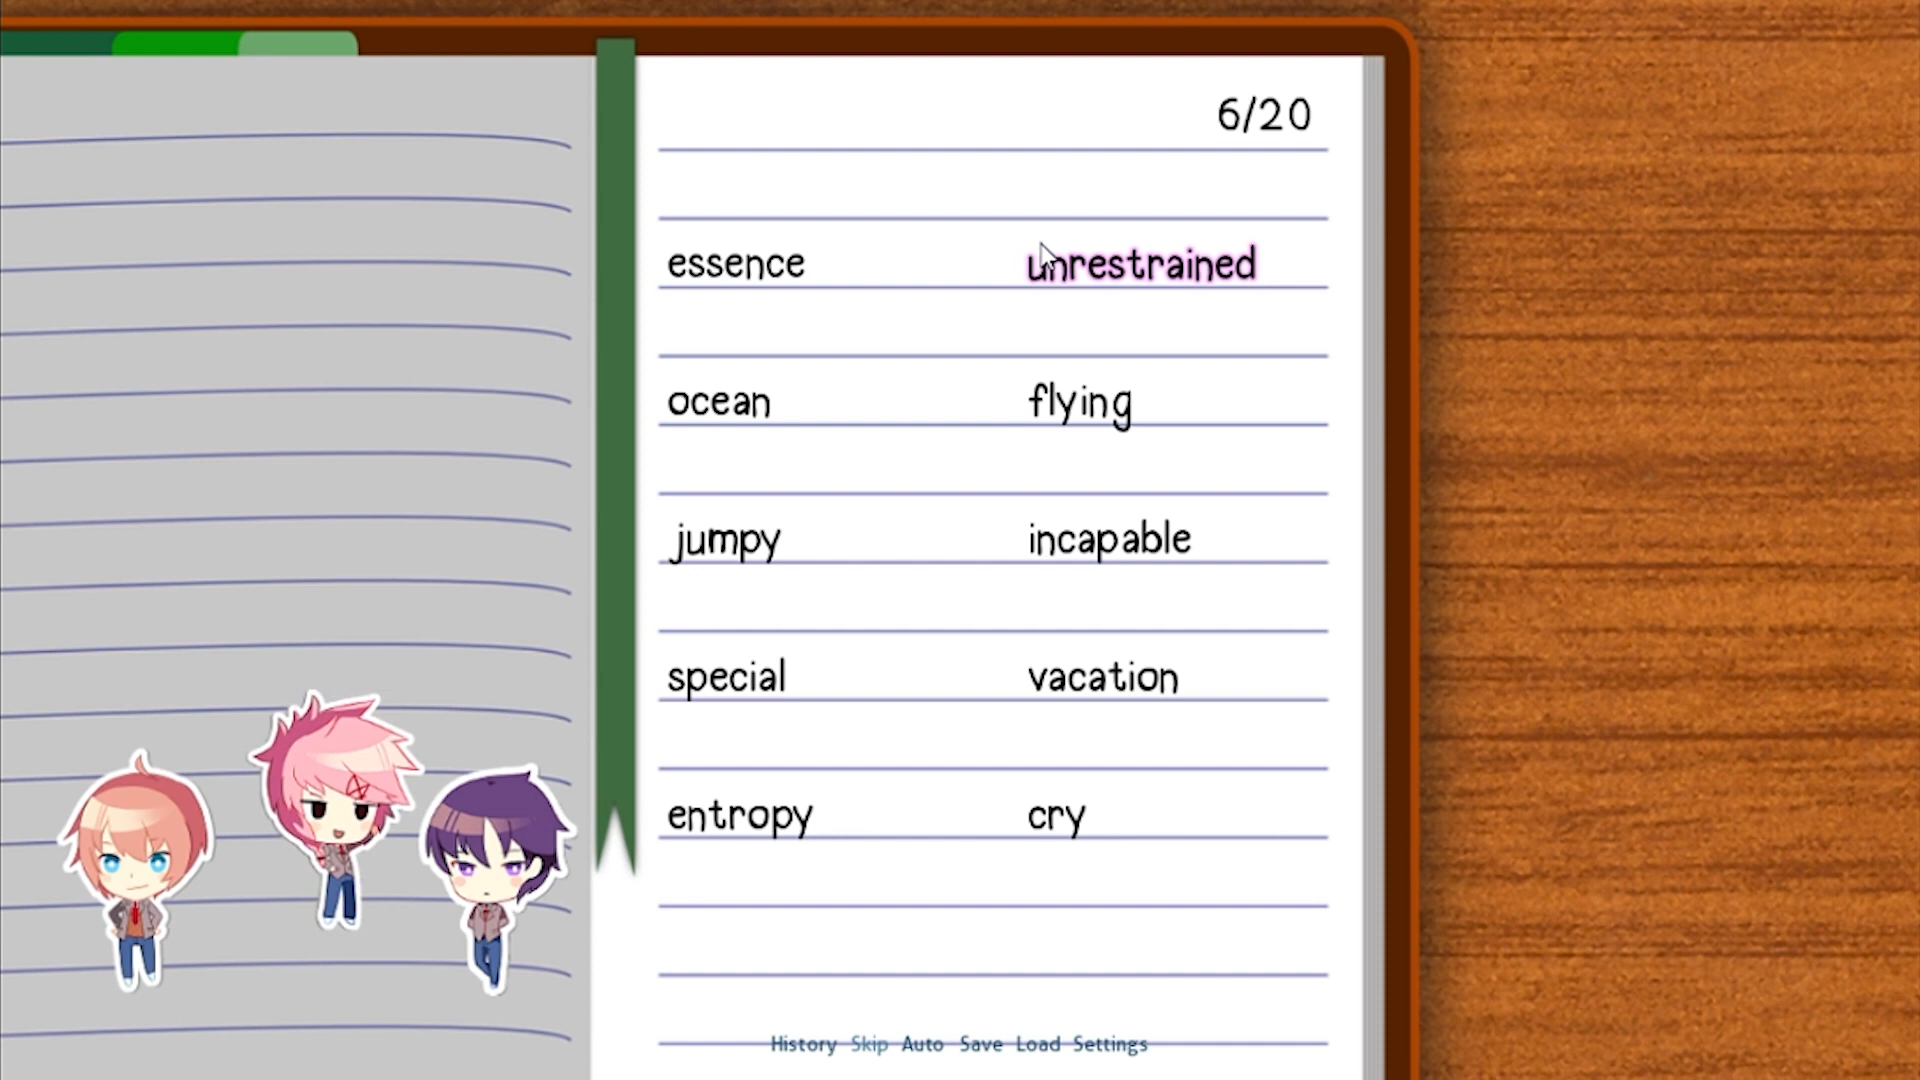 6/20
essence unrestrained
ocean flying
jumpy incapable
special vacation
entropy cry
History Skip Auto Save Load Settings